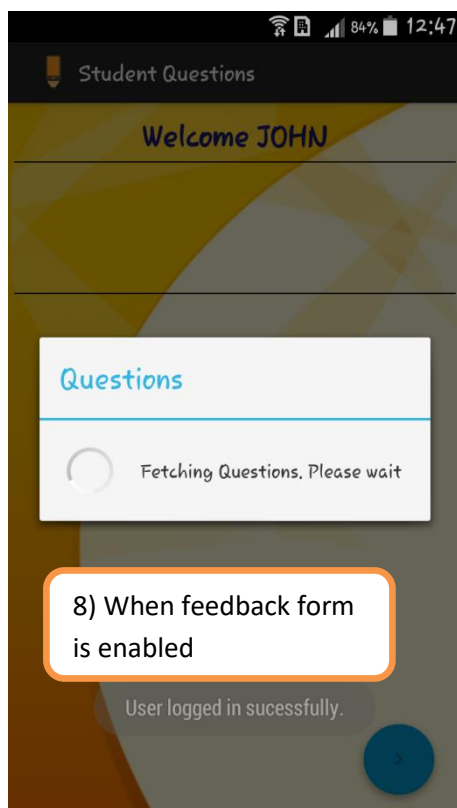 84% 12:47
Student Questions
Welcome JOHN
Questions
Fetching Questions. Please wait
8) When feedback form
is enabled
User logged in sucessfully.